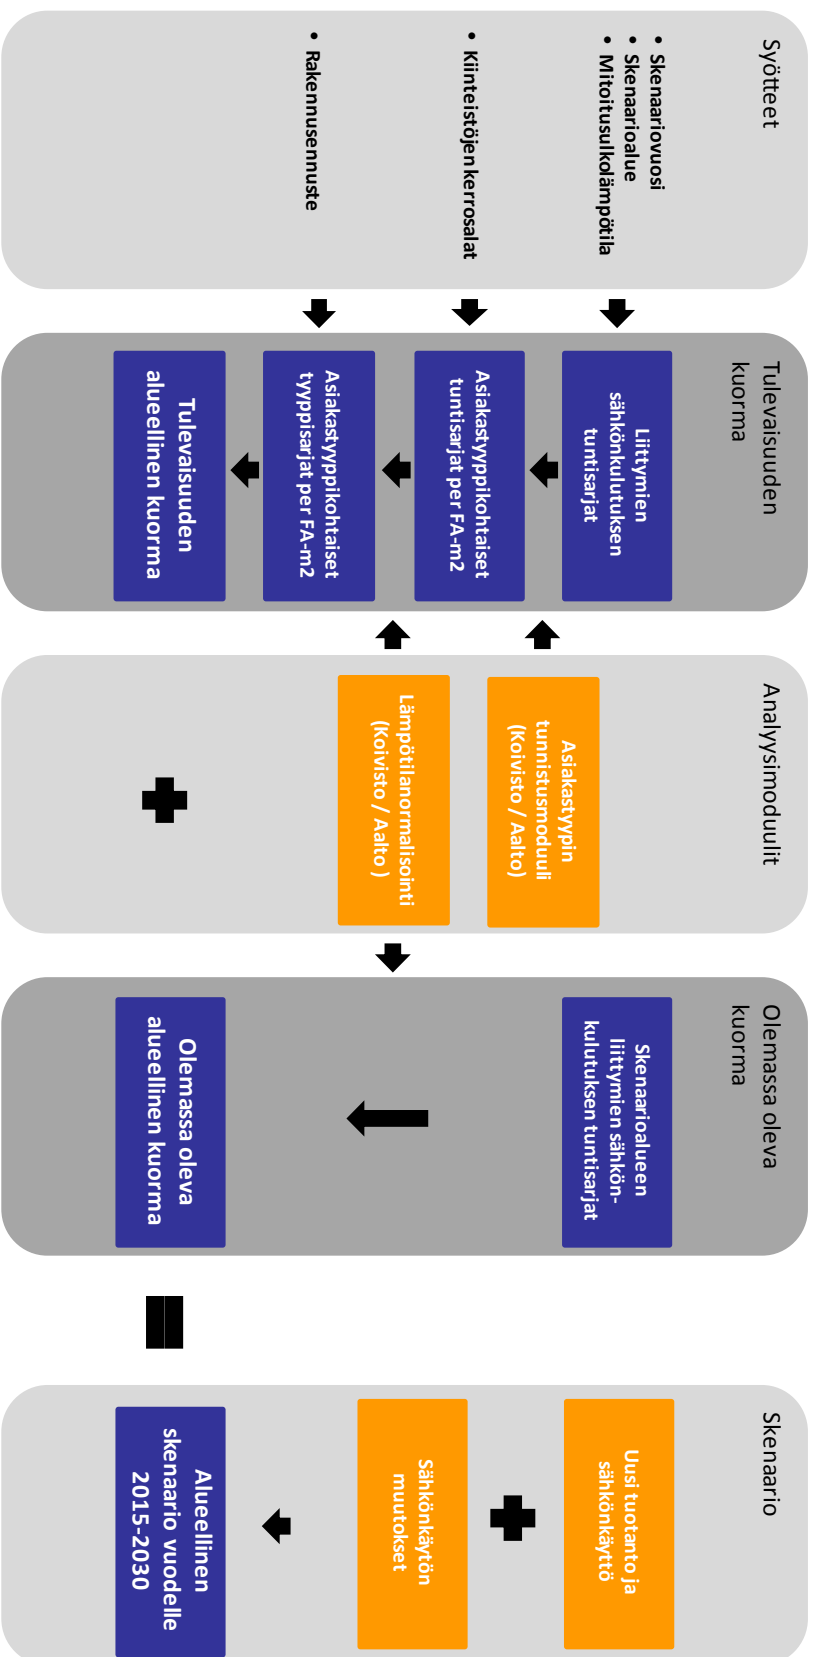 Syötteet
• Skenaariovuosi
• Skenaarioalue
• Mitoitusulkolämpötila
• Kiinteistöjen kerrosalat
• Rakennusennuste
Tulevaisuuden
kuorma
Liittymien
sähkönkulutuksen
tuntisarjat
Asiakastyyppikohtaiset
tuntisarjat per FA-m2
Asiakastyyppikohtaiset
tyyppisarjat per FA-m2
Tulevaisuuden
alueellinen kuorma
Analyysimoduulit
Asiakastyypin
tunnistusmoduuli
(Koivisto / Aalto)
Lämpötilanormalisointi
(Koivisto / Aalto )
Olemassa oleva
kuorma
Skenaarioalueen
liittymien sähkön-
kulutuksen tuntisarjat
Olemassa oleva
alueellinen kuorma
Skenaario
Uusi tuotanto ja
sähkönkäyttö
Sähkönkäytön
muutokset
Alueellinen
skenaario vuodelle
2015-2030